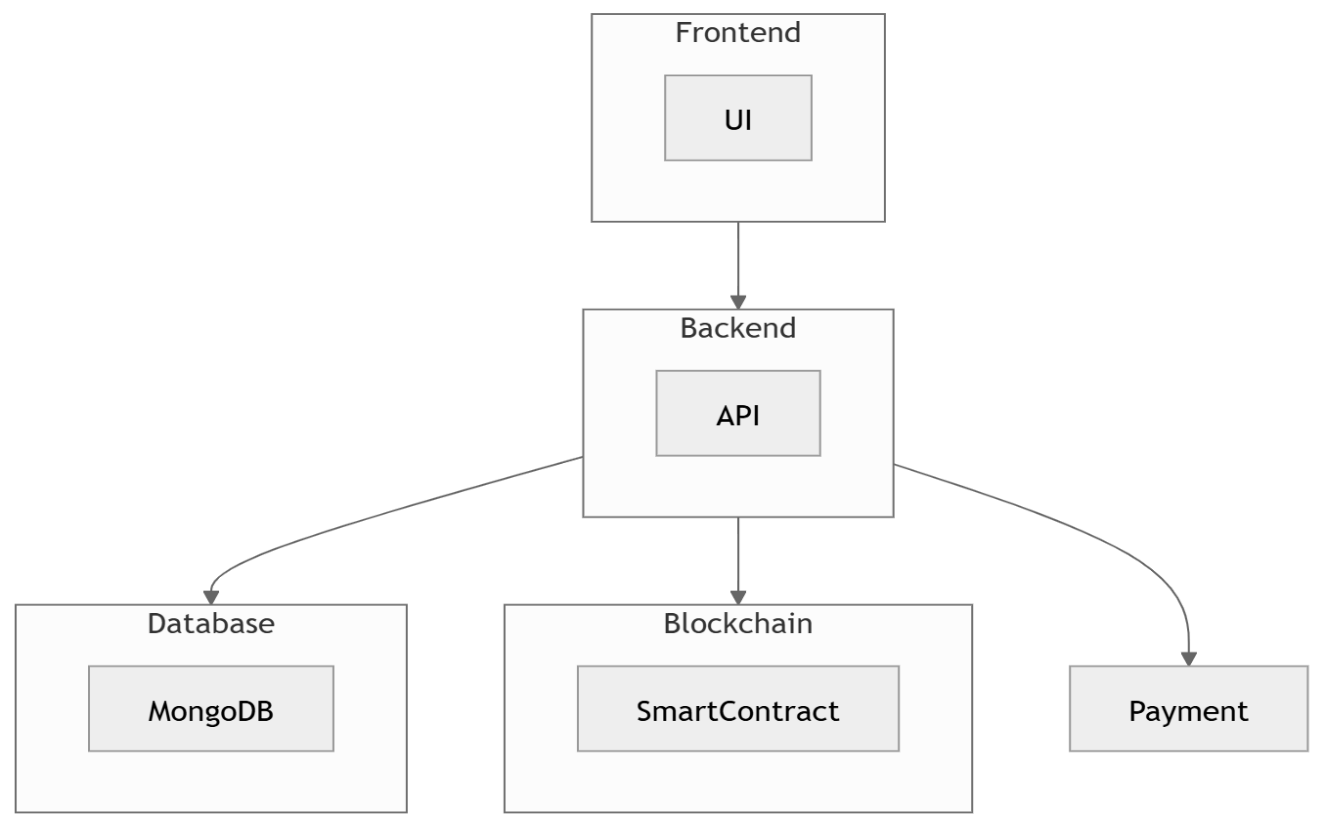 Frontend
UI
Backend
API
Database
MongoDB
Blockchain
SmartContract
Payment